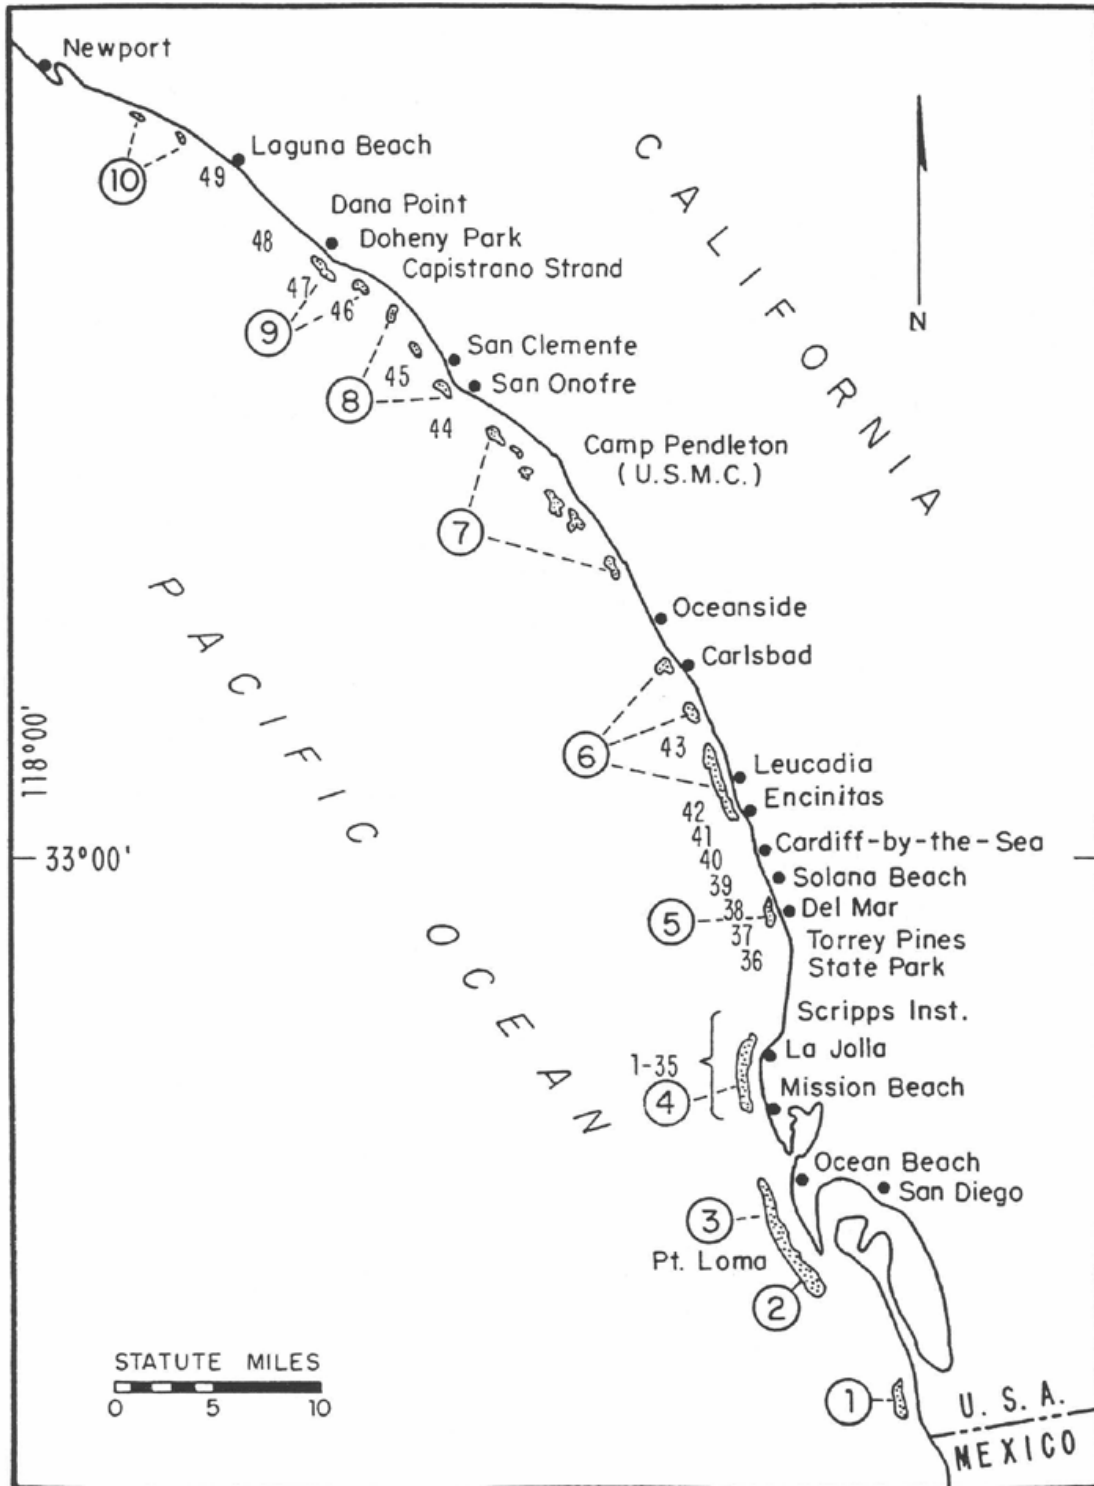 Newport
Laguna Beach
10
49
Dana Point
48
Doheny Park
Capistrano Strand
47
46
9
San Clemente
45
San Onofre
8
44
Camp Pendleton
(U.S.M.C.)
7
CALIFORNIA
N
Oceanside
Carlsbad
118°00'
PACIFIC OCEAN
6
43
Leucadia
Encinitas
42
41
Cardiff-by-the-Sea
40
33°00'
Solana Beach
39
38
Del Mar
5
37
Torrey Pines
State Park
36
Scripps Inst.
La Jolla
1-35
Mission Beach
4
Ocean Beach
San Diego
3
Pt. Loma
2
STATUTE MILES
0 5 10
1
U.S.A.
MEXICO